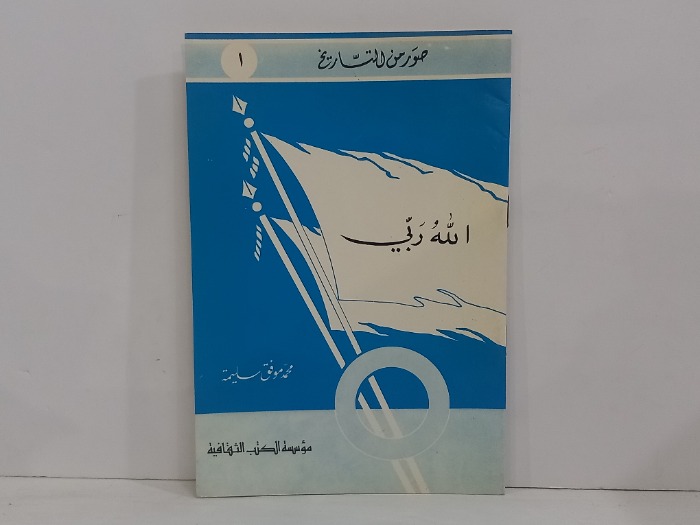 صور من التاريخ
١
الله ربي
محمد موفق سليمة
مؤسسة الكتب الثقافية